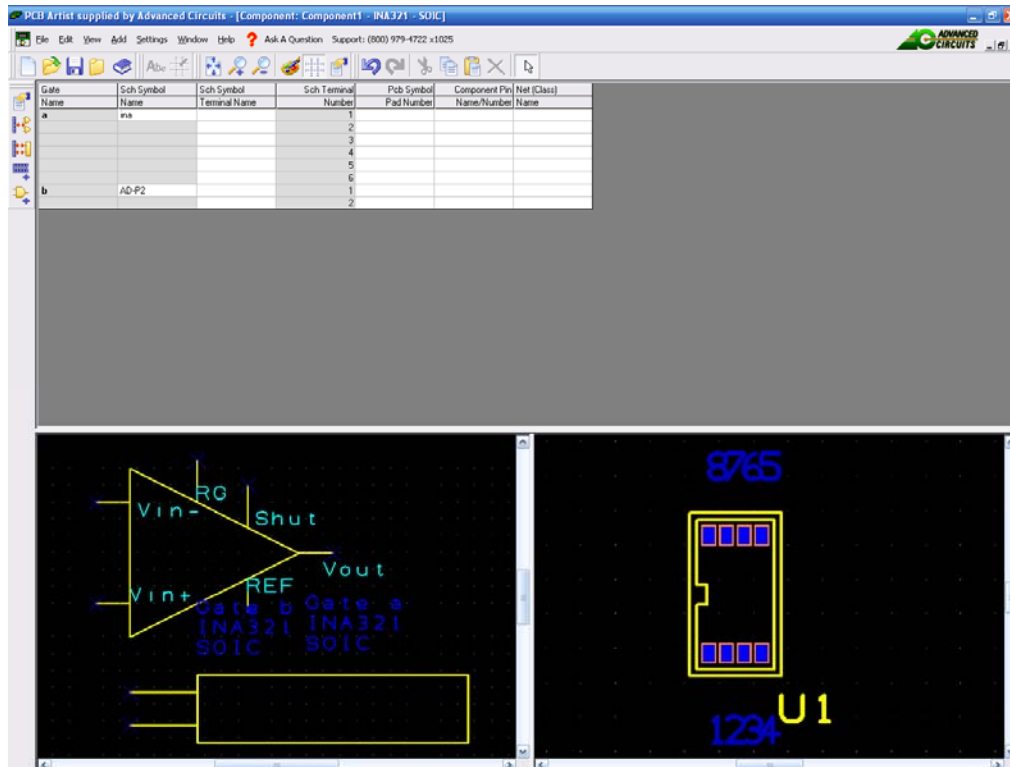 PCB Artist supplied by Advanced Circuits - [Component: Component1 - INA321 - SOIC]
File Edit View Add Settings Window Help ? Ask A Question Support: (800) 979-4722 x1025
ADVANCED
CIRCUITS
Abc
Gate Sch Symbol Sch Symbol Sch Terminal Pcb Symbol Component Pin Net (Class)
Name Name Terminal Name Number Pad Number Name/Number Name
a ina 1
2
3
4
5
6
b AD-P2 1
2
RG
Vin-
Shut
Vout
Vin+
REF
Gate b Gate a
INA321 INA321
SOIC SOIC
8765
U1
1234